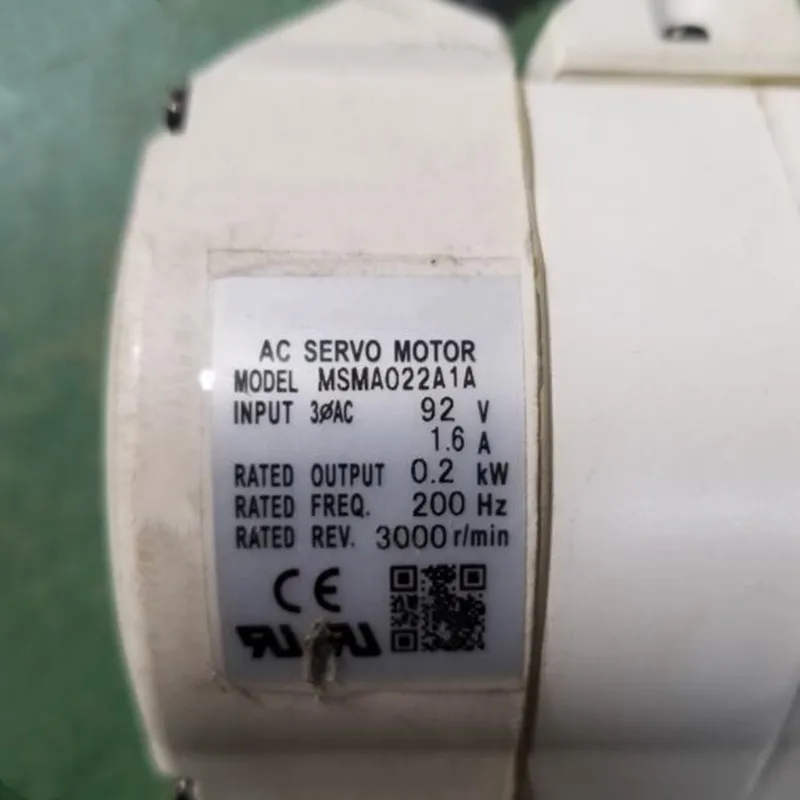 AC SERVO MOTOR
MODEL MSMA022A1A
INPUT 3øAC 92 V
1.6 A
RATED OUTPUT 0.2 kW
RATED FREQ. 200 Hz
RATED REV. 3000 r/min
CE